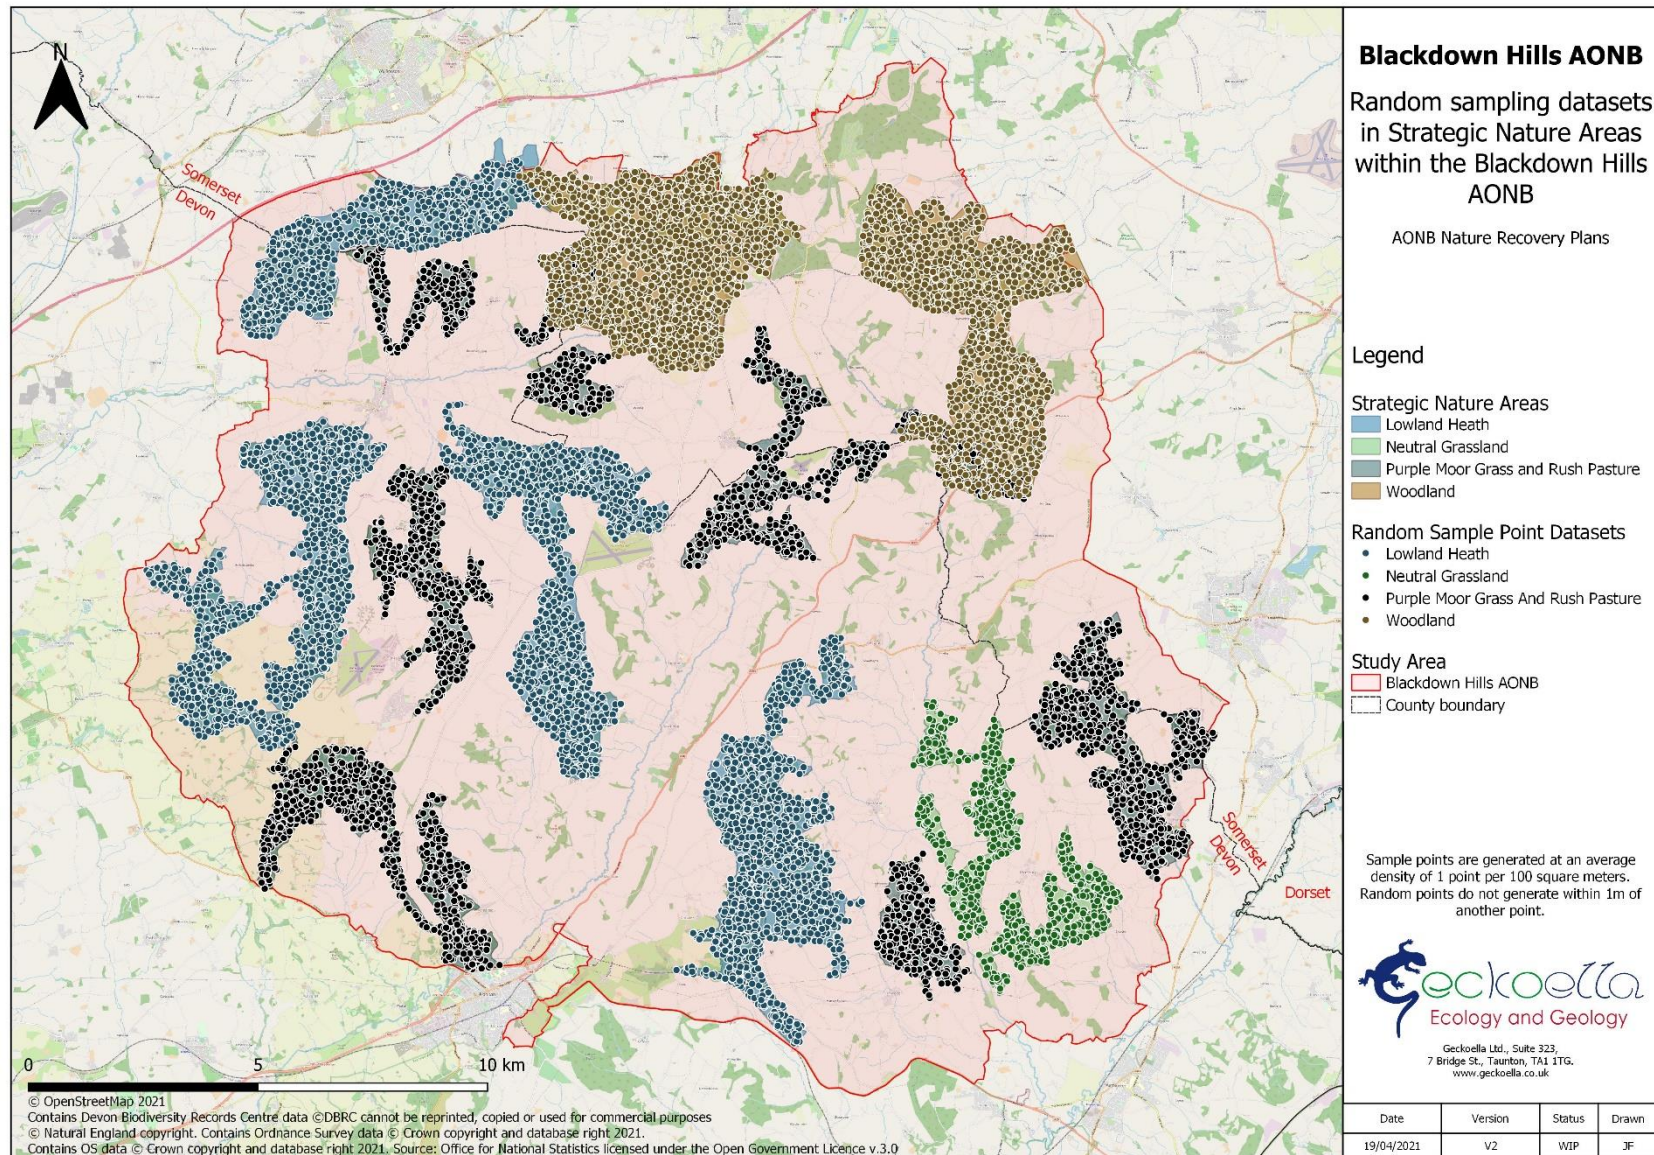 N
Somerset
Devon
Somerset
Devon
Dorset
0 5 10 km
© OpenStreetMap 2021
Contains Devon Biodiversity Records Centre data ©DBRC cannot be reprinted, copied or used for commercial purposes
© Natural England copyright. Contains Ordnance Survey data © Crown copyright and database right 2021.
Contains OS data © Crown copyright and database right 2021. Source: Office for National Statistics licensed under the Open Government Licence v.3.0
Blackdown Hills AONB
Random sampling datasets
in Strategic Nature Areas
within the Blackdown Hills
AONB
AONB Nature Recovery Plans
Legend
Strategic Nature Areas
Lowland Heath
Neutral Grassland
Purple Moor Grass and Rush Pasture
Woodland
Random Sample Point Datasets
Lowland Heath
Neutral Grassland
Purple Moor Grass And Rush Pasture
Woodland
Study Area
Blackdown Hills AONB
County boundary
Sample points are generated at an average
density of 1 point per 100 square meters.
Random points do not generate within 1m of
another point.
Geckoella
Ecology and Geology
Geckoella Ltd., Suite 323,
7 Bridge St., Taunton, TA1 1TG.
www.geckoella.co.uk
Date Version Status Drawn
19/04/2021 V2 WIP JF